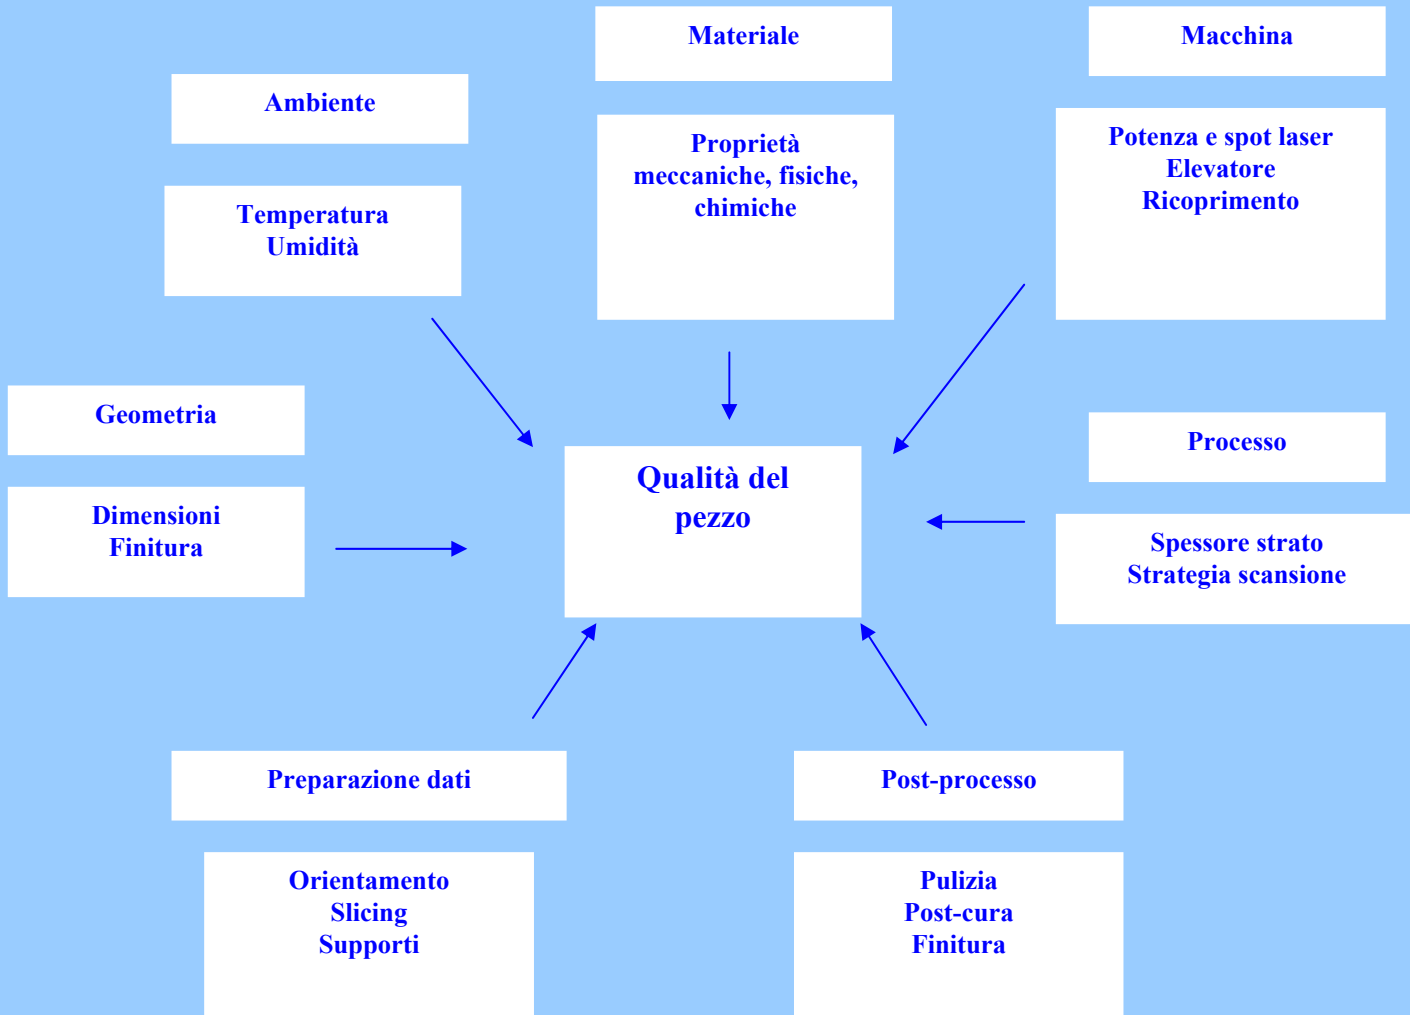 Materiale
Macchina
Ambiente
Proprietà
meccaniche, fisiche,
chimiche
Potenza e spot laser
Elevatore
Ricoprimento
Temperatura
Umidità
Geometria
Processo
Qualità del
pezzo
Dimensioni
Finitura
Spessore strato
Strategia scansione
Preparazione dati
Post-processo
Orientamento
Slicing
Supporti
Pulizia
Post-cura
Finitura